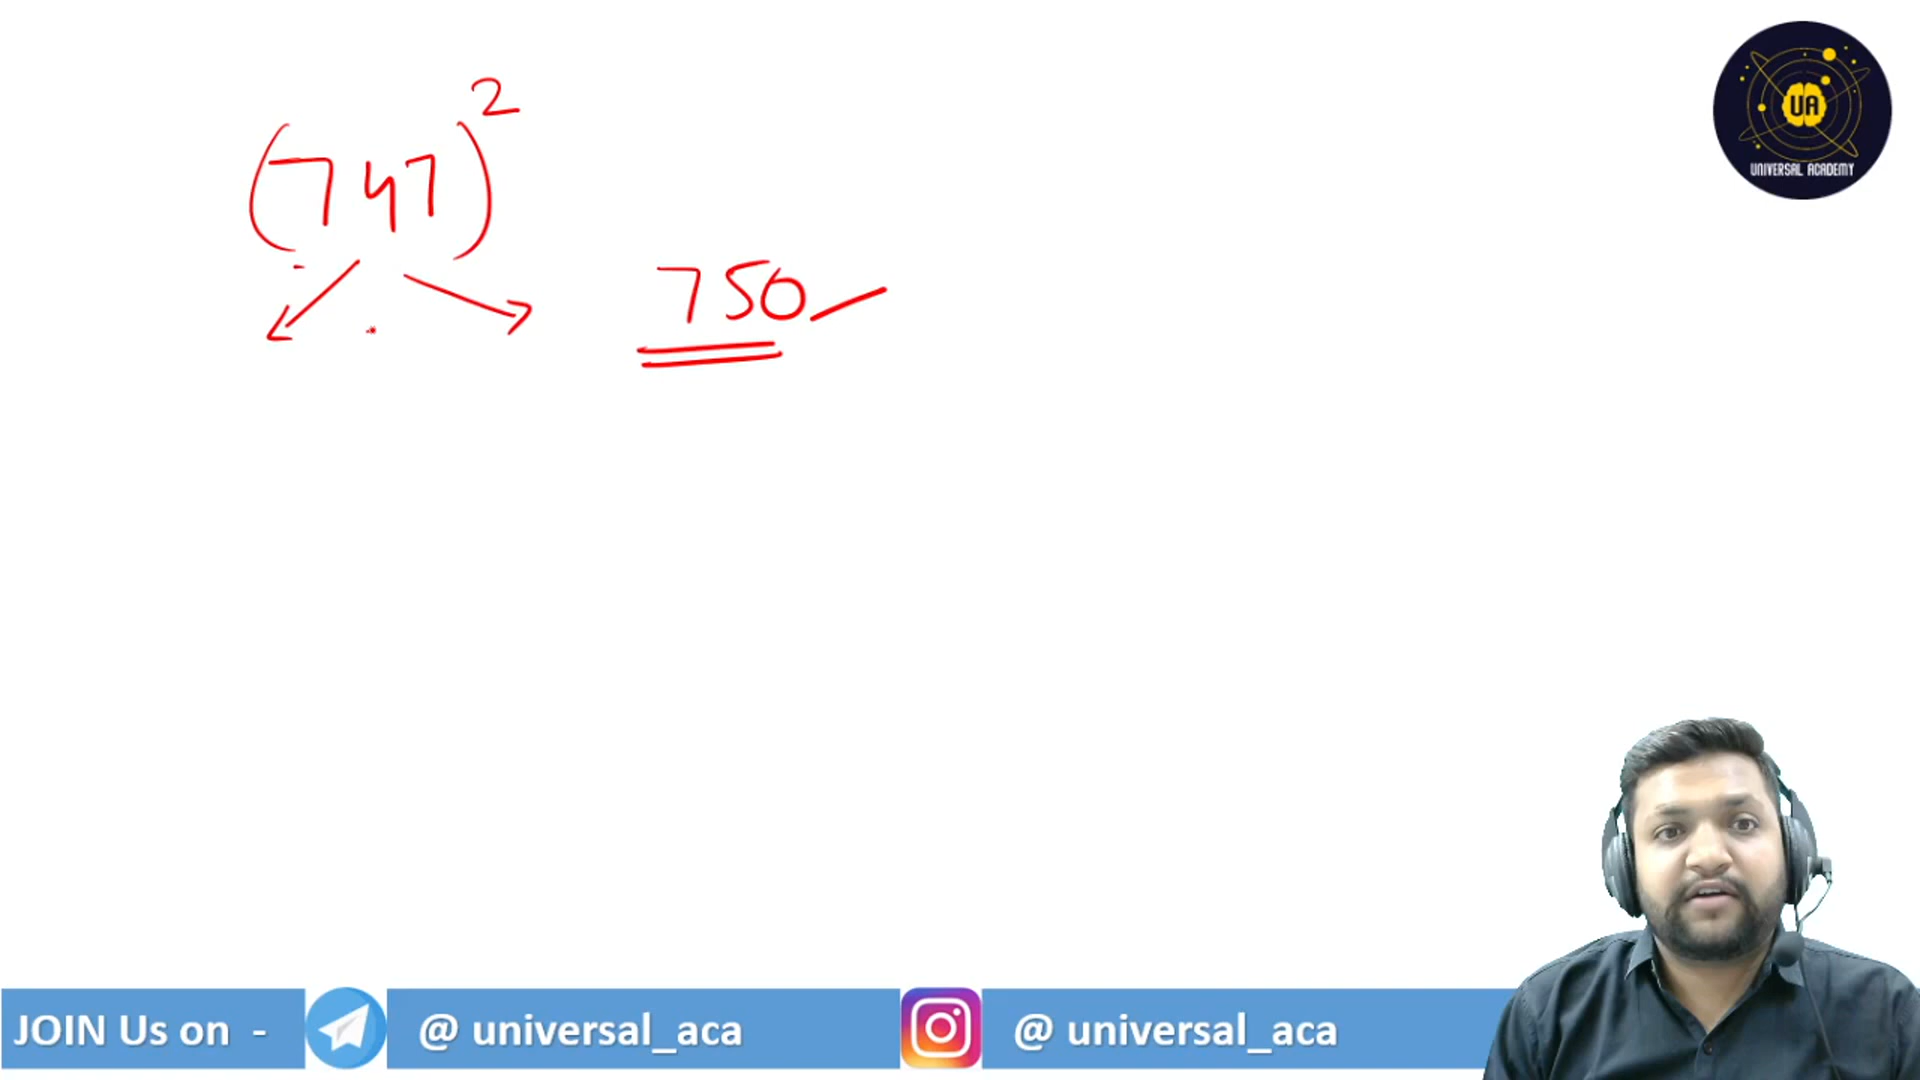 UA
UNIVERSAL ACADEMY
(747)²
750
JOIN Us on -
@ universal_aca
@ universal_aca